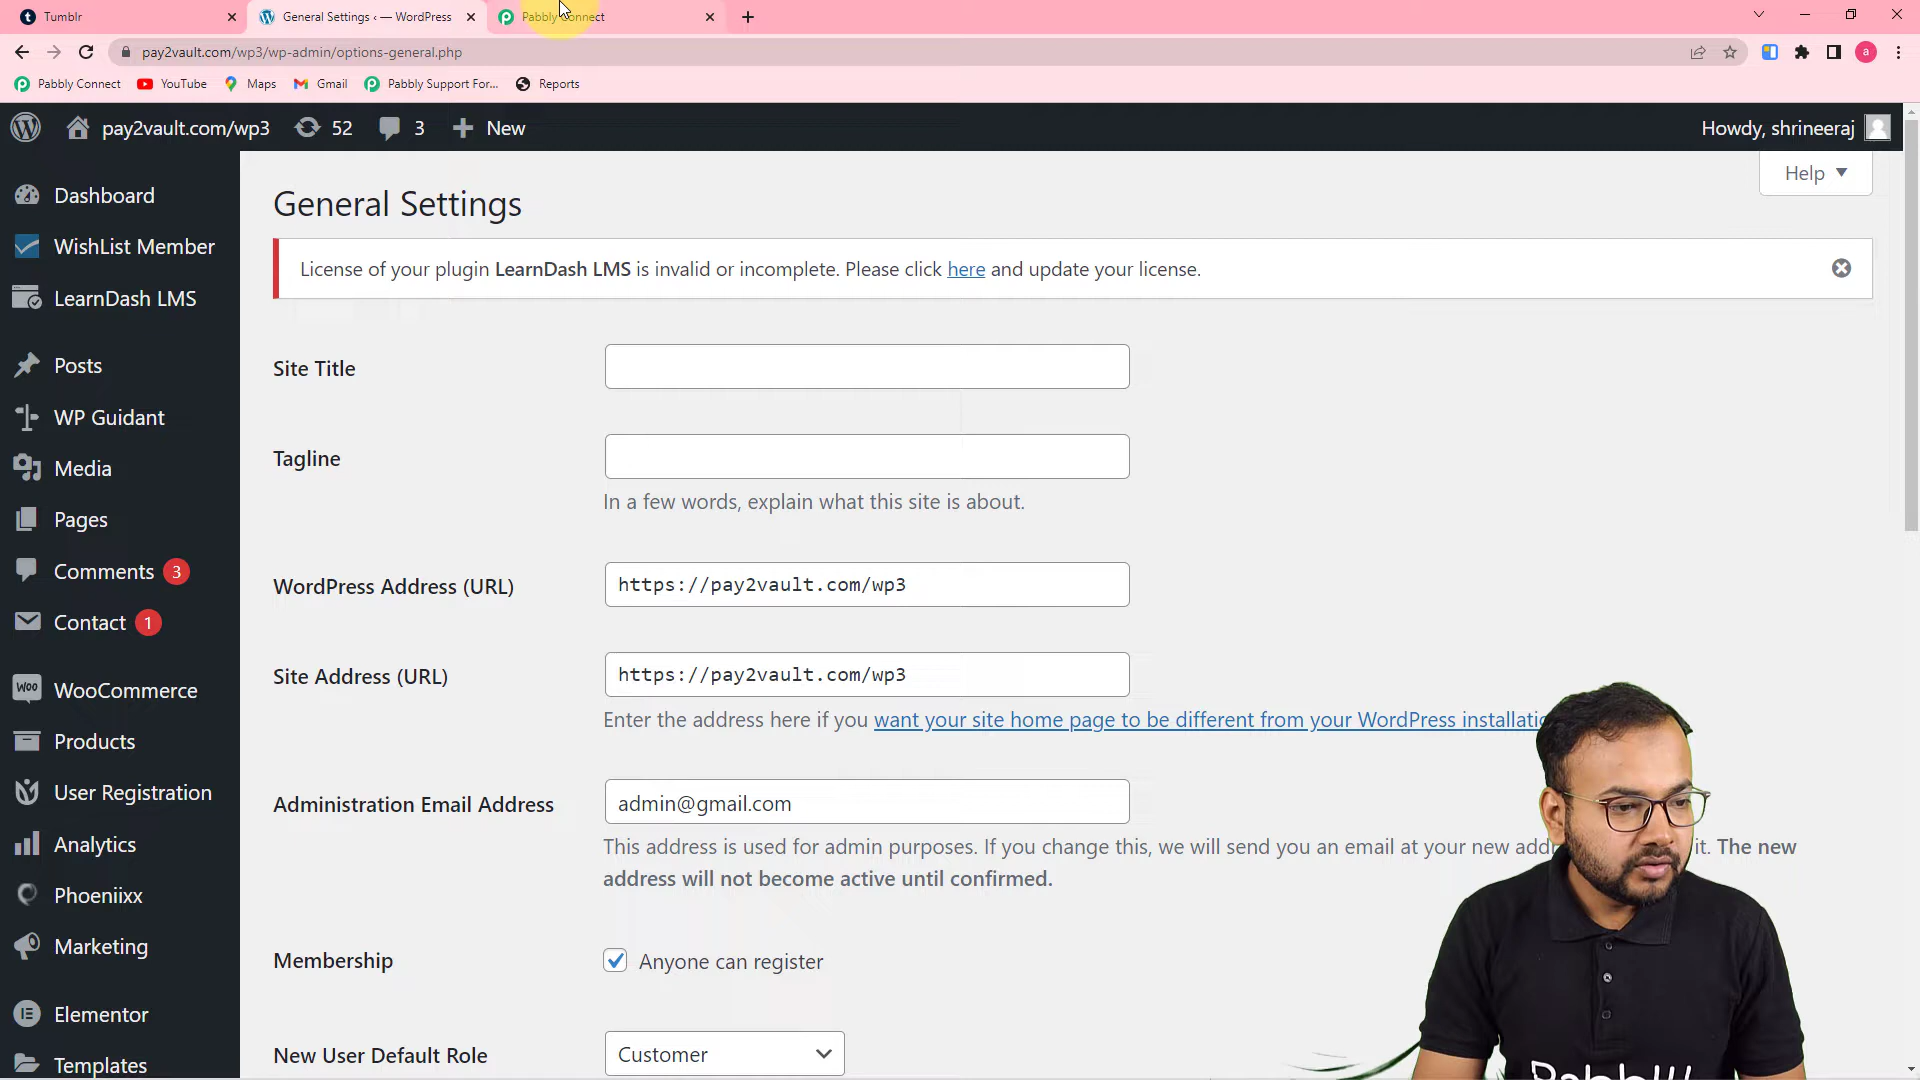 Tumblr
General Settings ‹ — WordPress
Pabbly Connect
pay2vault.com/wp3/wp-admin/options-general.php
a
Pabbly Connect
YouTube
Maps
Gmail
Pabbly Support For...
Reports
pay2vault.com/wp3
52
3
New
Howdy, shrineeraj
Help
Dashboard
WishList Member
LearnDash LMS
Posts
WP Guidant
Media
Pages
Comments 3
Contact 1
WooCommerce
Products
User Registration
Analytics
Phoeniixx
Marketing
Elementor
Templates
General Settings
License of your plugin LearnDash LMS is invalid or incomplete. Please click here and update your license.
Site Title
Tagline
In a few words, explain what this site is about.
WordPress Address (URL)
https://pay2vault.com/wp3
Site Address (URL)
https://pay2vault.com/wp3
Enter the address here if you want your site home page to be different from your WordPress
Administration Email Address
admin@gmail.com
This address is used for admin purposes. If you change this, we will send you an email at your new it. The new
address will not become active until confirmed.
Membership
Anyone can register
New User Default Role
Customer